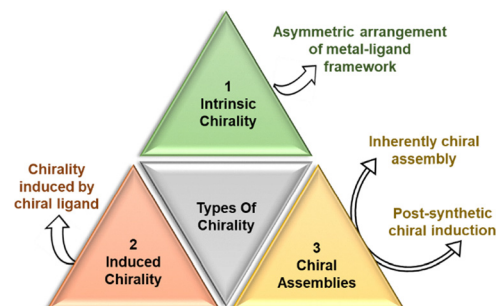 Asymmetric arrangement
of metal-ligand
framework
1
Intrinsic
Chirality
Inherently chiral
assembly
Chirality
induced by
chiral ligand
Types Of
Chirality
Post-synthetic
chiral induction
2
Induced
Chirality
3
Chiral
Assemblies